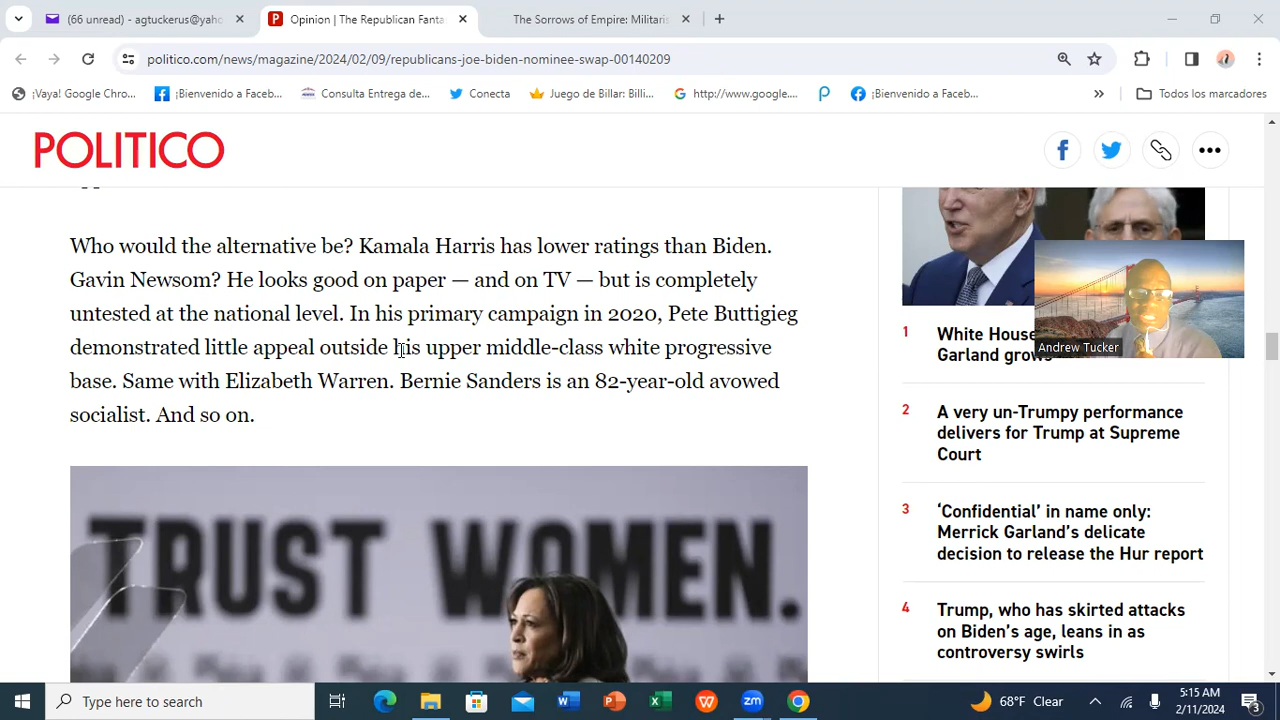 (66 unread) - agtuckerus@yaho
Opinion | The Republican Fanta
The Sorrows of Empire: Militaris
politico.com/news/magazine/2024/02/09/republicans-joe-biden-nominee-swap-00140209
¡Vaya! Google Chro...
¡Bienvenido a Faceb...
Consulta Entrega de...
Conecta
Juego de Billar: Billi...
http://www.google....
¡Bienvenido a Faceb...
Todos los marcadores
POLITICO
Who would the alternative be? Kamala Harris has lower ratings than Biden.
Gavin Newsom? He looks good on paper — and on TV — but is completely
untested at the national level. In his primary campaign in 2020, Pete Buttigieg
demonstrated little appeal outside his upper middle-class white progressive
base. Same with Elizabeth Warren. Bernie Sanders is an 82-year-old avowed
socialist. And so on.
TRUST WOMEN.
Andrew Tucker
1 White House
Garland grows
2 A very un-Trumpy performance
delivers for Trump at Supreme
Court
3 ‘Confidential’ in name only:
Merrick Garland’s delicate
decision to release the Hur report
4 Trump, who has skirted attacks
on Biden’s age, leans in as
controversy swirls
Type here to search
68°F Clear
5:15 AM
2/11/2024
3